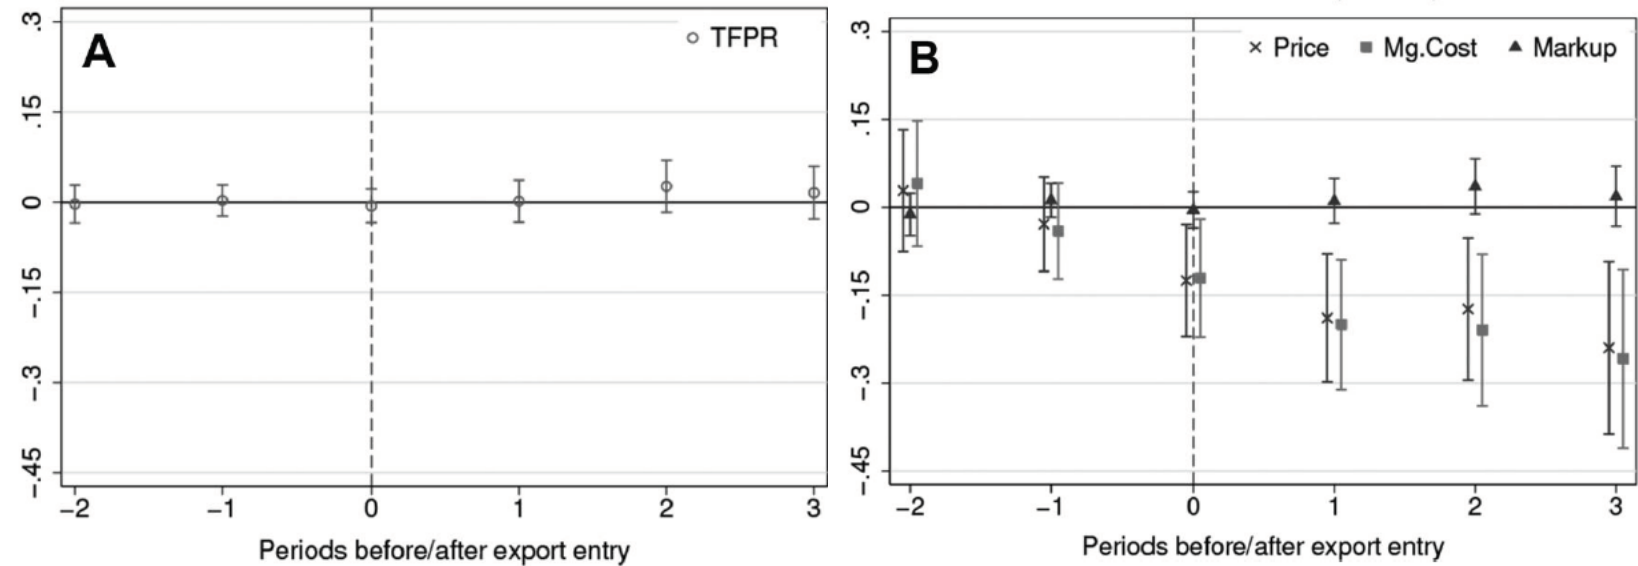 A
TFPR
.3
.15
0
−.15
−.3
−.45
−2 −1 0 1 2 3
Periods before/after export entry
B
Price Mg.Cost Markup
.3
.15
0
−.15
−.3
−.45
−2 −1 0 1 2 3
Periods before/after export entry